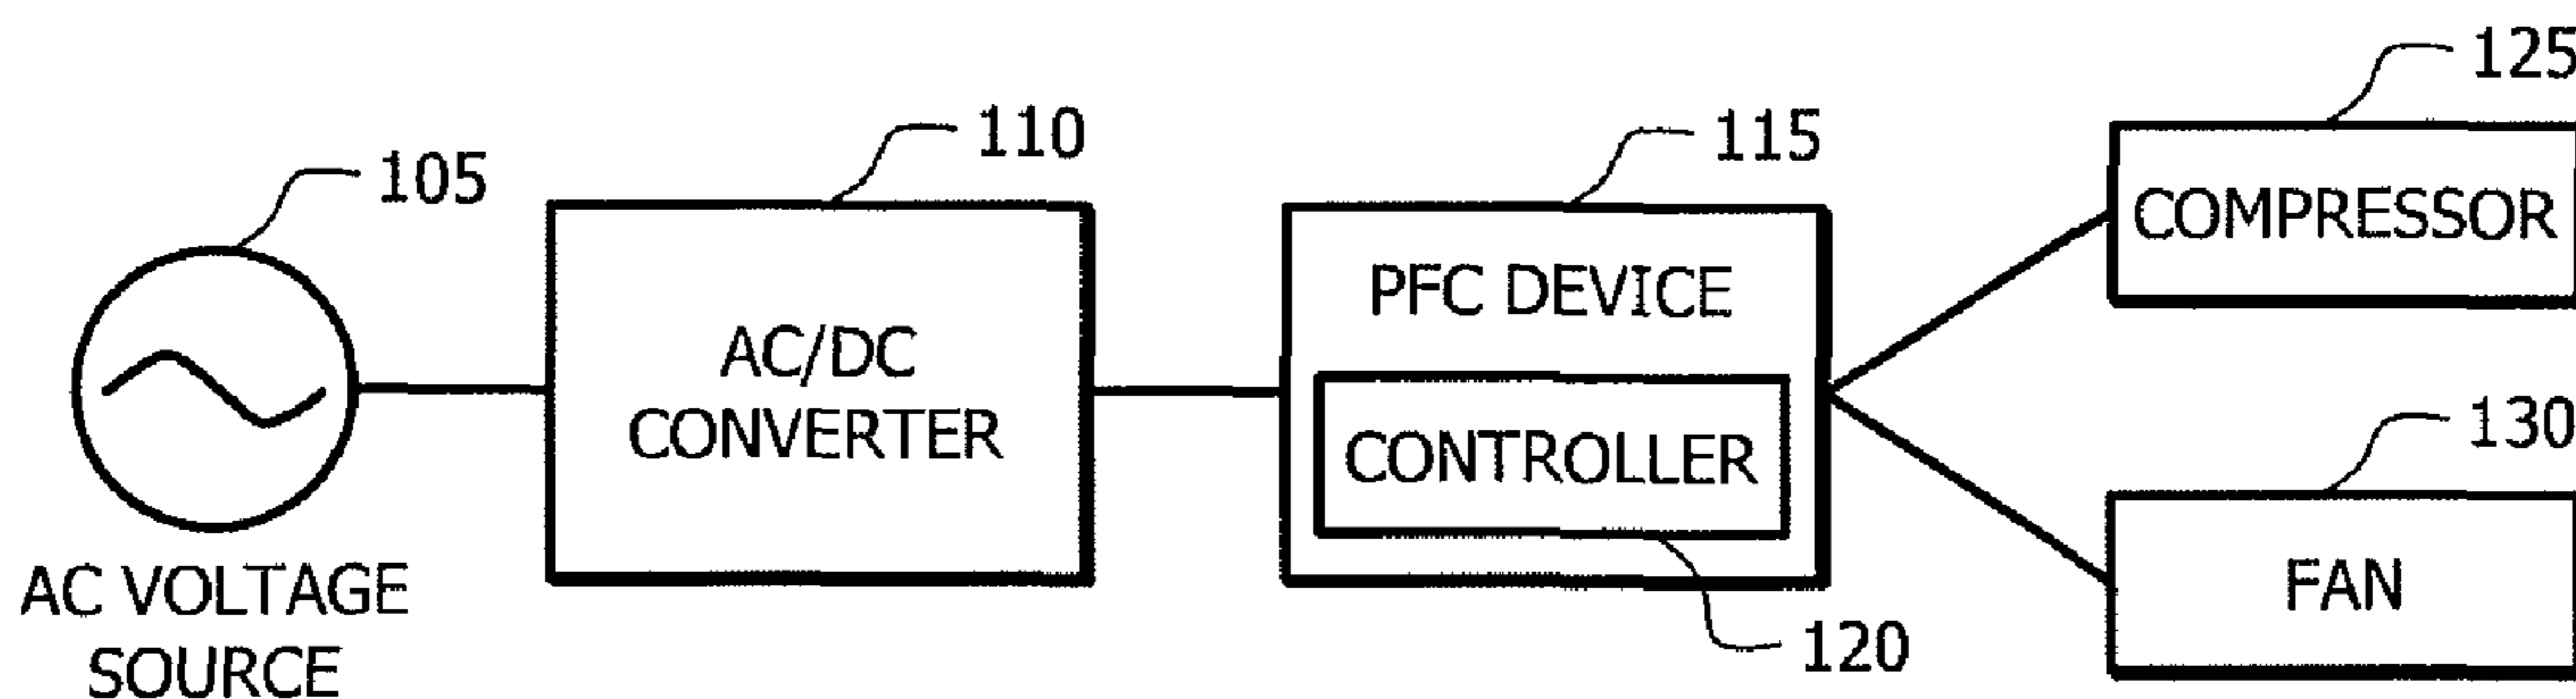 105
AC VOLTAGE
SOURCE
110
AC/DC
CONVERTER
115
PFC DEVICE
CONTROLLER
120
125
COMPRESSOR
130
FAN